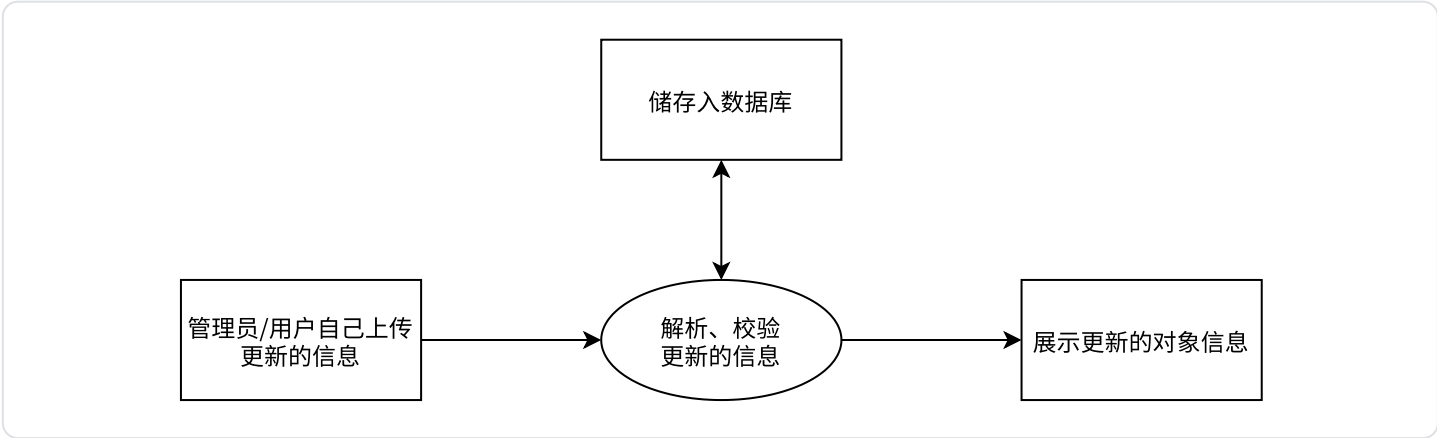 储存入数据库
管理员/用户自己上传
更新的信息
解析、校验
更新的信息
展示更新的对象信息